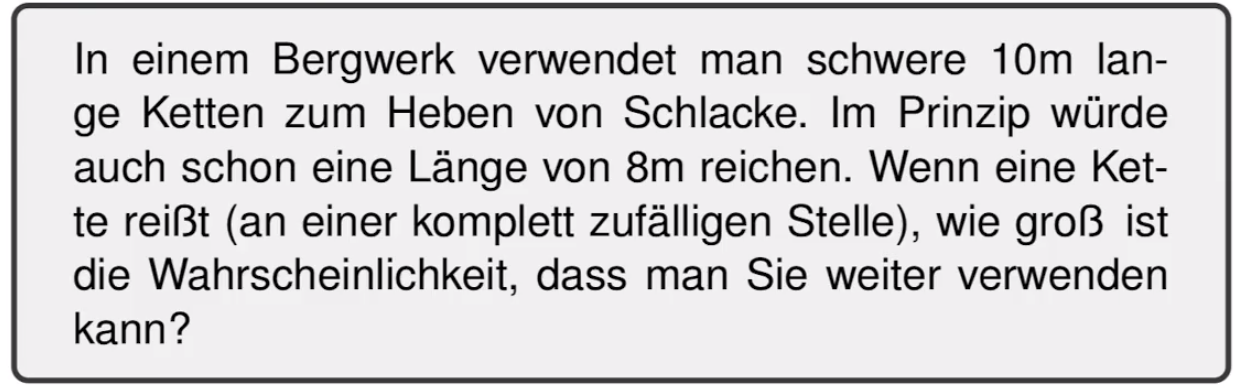 In einem Bergwerk verwendet man schwere 10m lan-
ge Ketten zum Heben von Schlacke. Im Prinzip würde
auch schon eine Länge von 8m reichen. Wenn eine Ket-
te reißt (an einer komplett zufälligen Stelle), wie groß ist
die Wahrscheinlichkeit, dass man Sie weiter verwenden
kann?